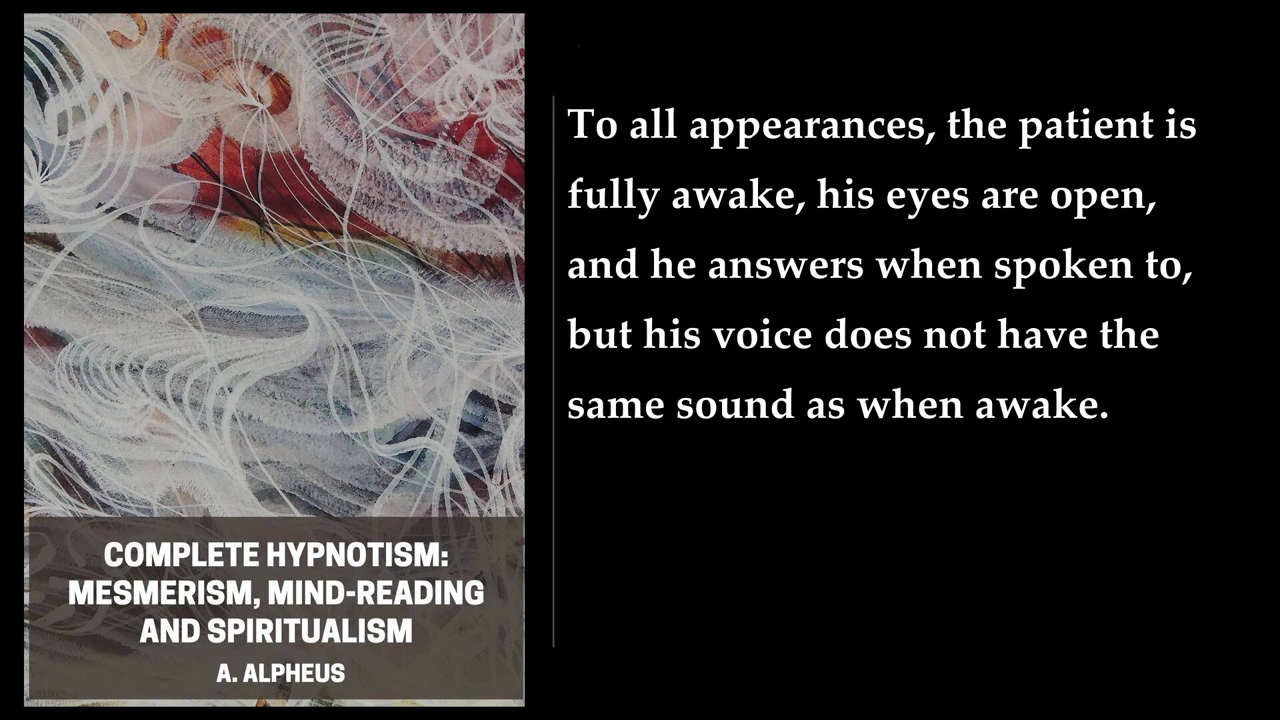 COMPLETE HYPNOTISM:
MESMERISM, MIND-READING
AND SPIRITUALISM
A. ALPHEUS
To all appearances, the patient is
fully awake, his eyes are open,
and he answers when spoken to,
but his voice does not have the
same sound as when awake.